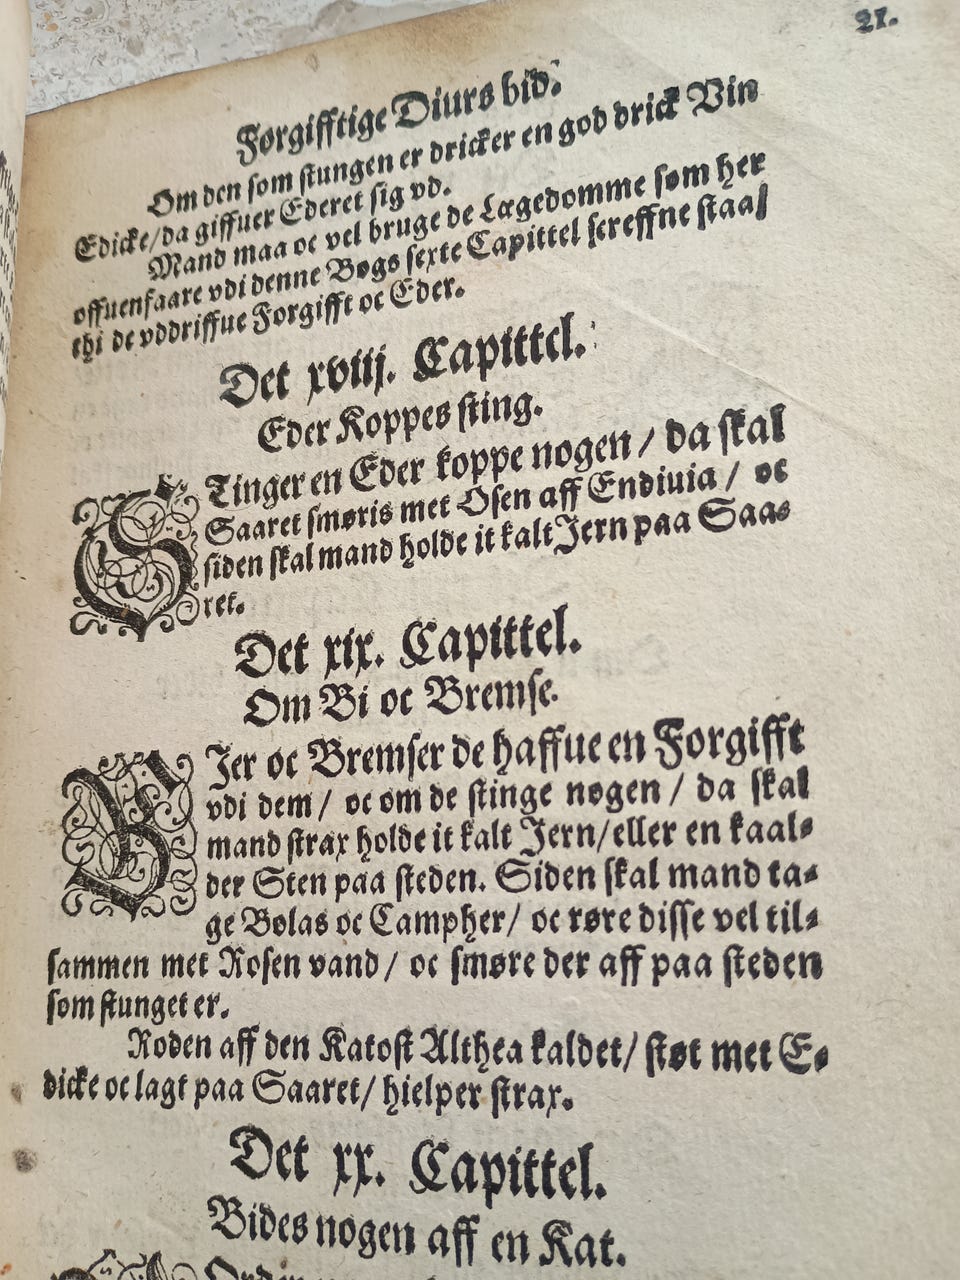 21.
Forgifftige Diurs bid.
Om den som stungen er dricker en god drick Vin
Edicke/ da giffuer Ederet sig vd.
Mand maa oc vel bruge de Lægedomme søm her
offuenfaare vdi denne Bøgs sexte Capittel screffne staa/
thi de vddriffue Forgifft oc Eder.
Det xviij. Capittel.
Eder Koppes sting.
STinger en Eder koppe nogen / da skal
Saaret smøris met Osen aff Endiuia / oc
siden skal mand holde it kalt Jern paa Saa-
ret.
Det xix. Capittel.
Om Bi oc Bremse.
BJer oc Bremser de haffue en Forgifft
vdi dem / oc om de stinge nogen / da skal
mand strax holde it kalt Jern/ eller en kaal-
der Sten paa steden. Siden skal mand ta-
ge Bolas oc Campher/ oc røre disse vel til-
sammen met Rosen vand / oc smøre der aff paa steden
som stunget er.
Roden aff den Katost Althea kaldet/ støt met E-
dicke oc lagt paa Saaret/ hielper strax.
Det xx. Capittel.
Bides nogen aff en Kat.